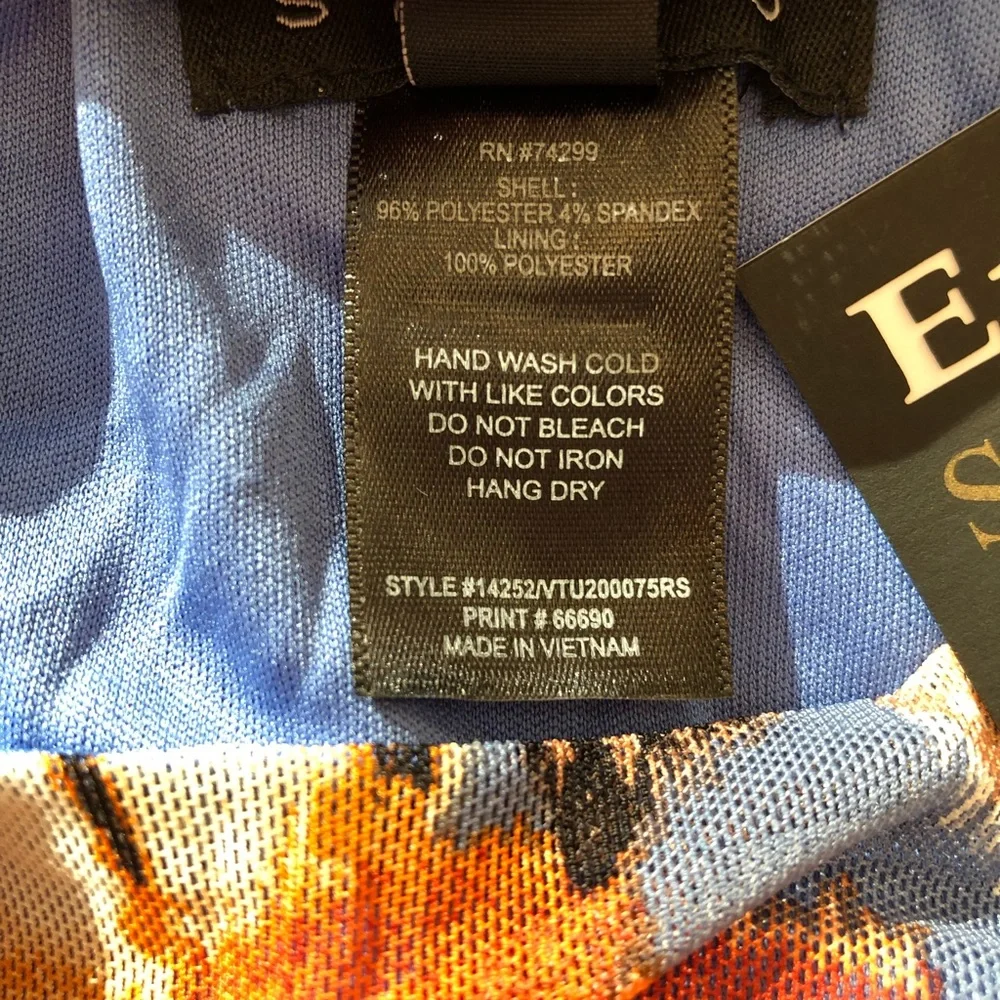 RN #74299
SHELL :
96% POLYESTER 4% SPANDEX
LINING :
100% POLYESTER
HAND WASH COLD
WITH LIKE COLORS
DO NOT BLEACH
DO NOT IRON
HANG DRY
STYLE #14252/VTU200075RS
PRINT # 66690
MADE IN VIETNAM